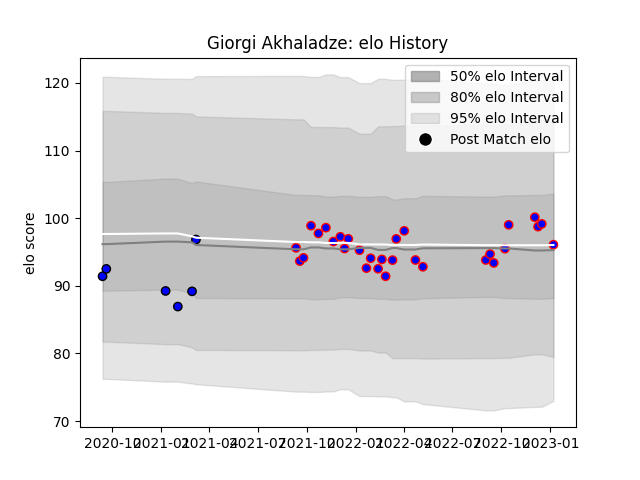 Giorgi Akhaladze: elo History
120
110
100
90
80
70
elo score
50% elo Interval
80% elo Interval
95% elo Interval
Post Match elo
2020-10 2021-01 2021-04 2021-07 2021-10 2022-01 2022-04 2022-07 2022-10 2023-01